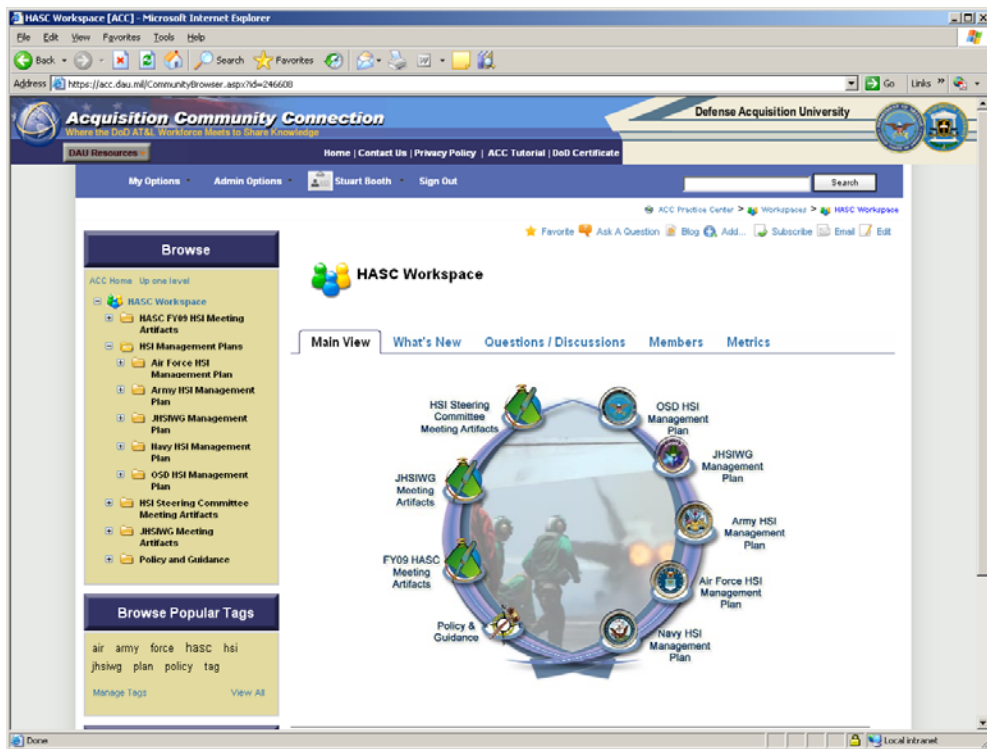 HASC Workspace [ACC] - Microsoft Internet Explorer
File Edit View Favorites Tools Help
Back Search Favorites
Address https://acc.dau.mil/CommunityBrowser.aspx?id=246608 Go Links »
Acquisition Community Connection
Where the DoD AT&L Workforce Meets to Share Knowledge
Defense Acquisition University
DAU Resources
Home | Contact Us | Privacy Policy | ACC Tutorial | DoD Certificate
My Options Admin Options Stuart Booth Sign Out Search
ACC Practice Center > Workspaces > HASC Workspace
Favorite Ask A Question Blog Add... Subscribe Email Edit
Browse
ACC Home Up one level
HASC Workspace
HASC FY09 HSI Meeting
Artifacts
HSI Management Plans
Air Force HSI
Management Plan
Army HSI Management
Plan
JHSIWG Management
Plan
Navy HSI Management
Plan
OSD HSI Management
Plan
HSI Steering Committee
Meeting Artifacts
JHSIWG Meeting
Artifacts
Policy and Guidance
Browse Popular Tags
air army force hasc hsi
jhsiwg plan policy tag
Manage Tags View All
HASC Workspace
Main View What's New Questions / Discussions Members Metrics
HSI Steering
Committee
Meeting Artifacts
OSD HSI
Management
Plan
JHSIWG
Meeting
Artifacts
JHSIWG
Management
Plan
Army HSI
Management
Plan
FY09 HASC
Meeting
Artifacts
Air Force HSI
Management
Plan
Policy &
Guidance
Navy HSI
Management
Plan
Done Local intranet